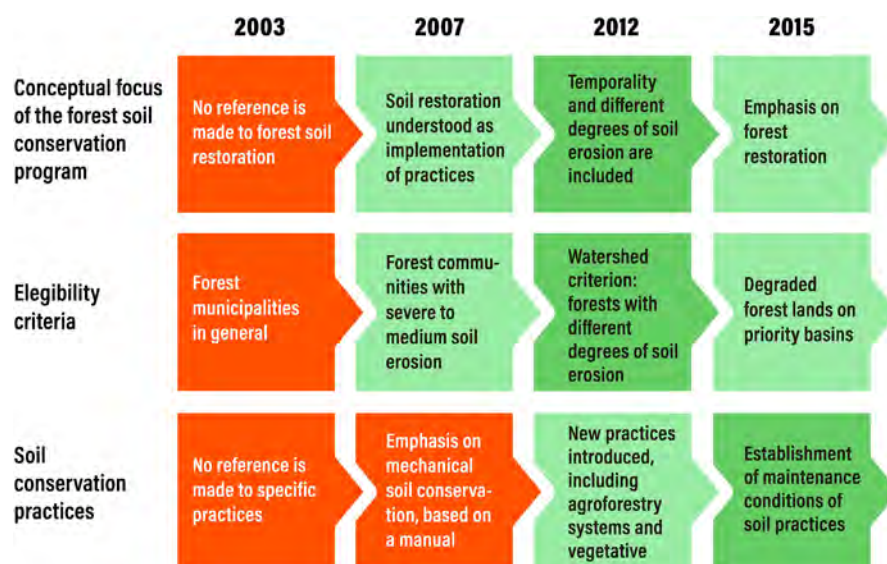 2003 2007 2012 2015
Conceptual focus
of the forest soil
conservation
program
No reference is
made to forest soil
restoration
Soil restoration
understood as
implementation
of practices
Temporality
and different
degrees of soil
erosion are
included
Emphasis on
forest
restoration
Elegibility
criteria
Forest
municipalities
in general
Forest commu-
nities with
severe to
medium soil
erosion
Watershed
criterion:
forests with
different
degrees of soil
erosion
Degraded
forest lands on
priority basins
Soil
conservation
practices
No reference is
made to specific
practices
Emphasis on
mechanical
soil conserva-
tion, based on
a manual
New practices
introduced,
including
agroforestry
systems and
vegetative
Establishment
of maintenance
conditions of
soil practices